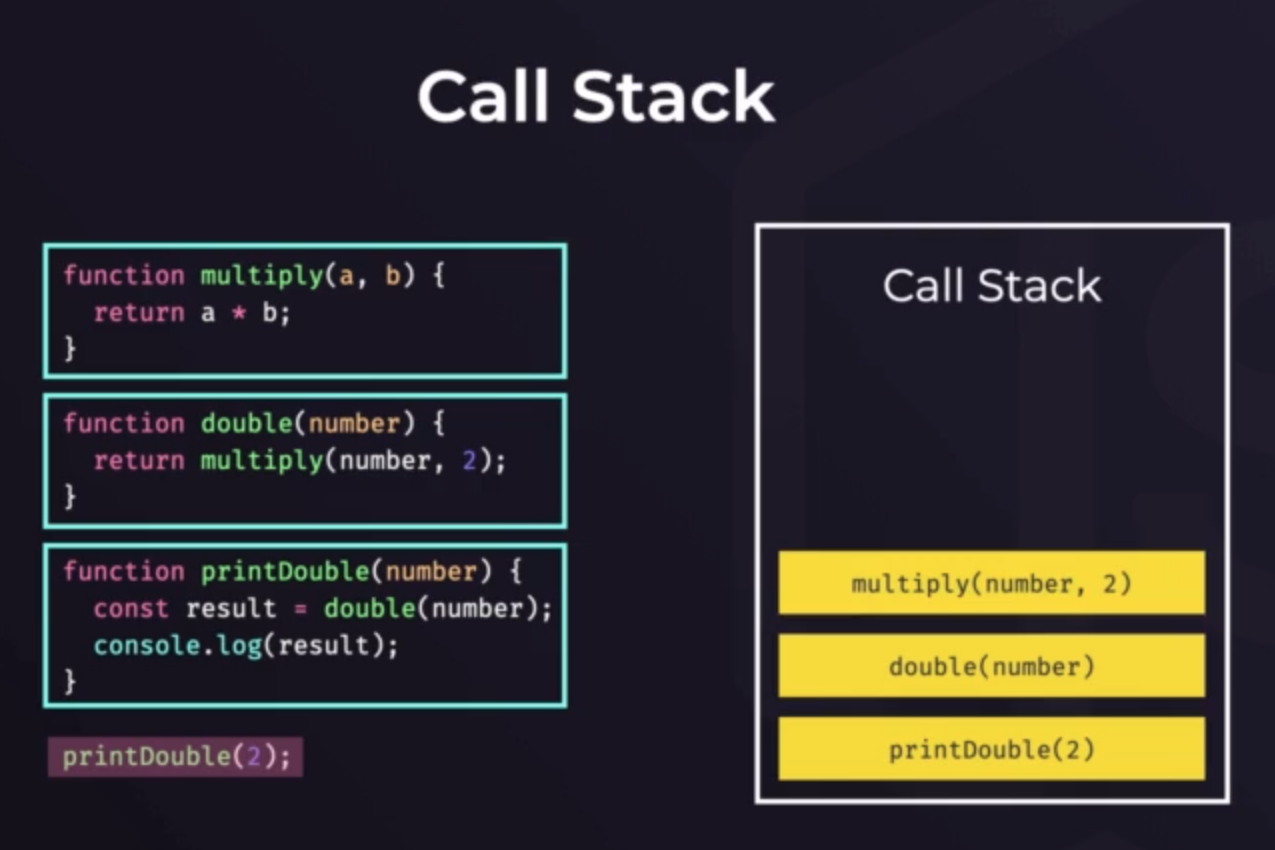 Call Stack
function multiply(a, b) {
  return a * b;
}
function double(number) {
  return multiply(number, 2);
}
function printDouble(number) {
  const result = double(number);
  console.log(result);
}
printDouble(2);
Call Stack
multiply(number, 2)
double(number)
printDouble(2)